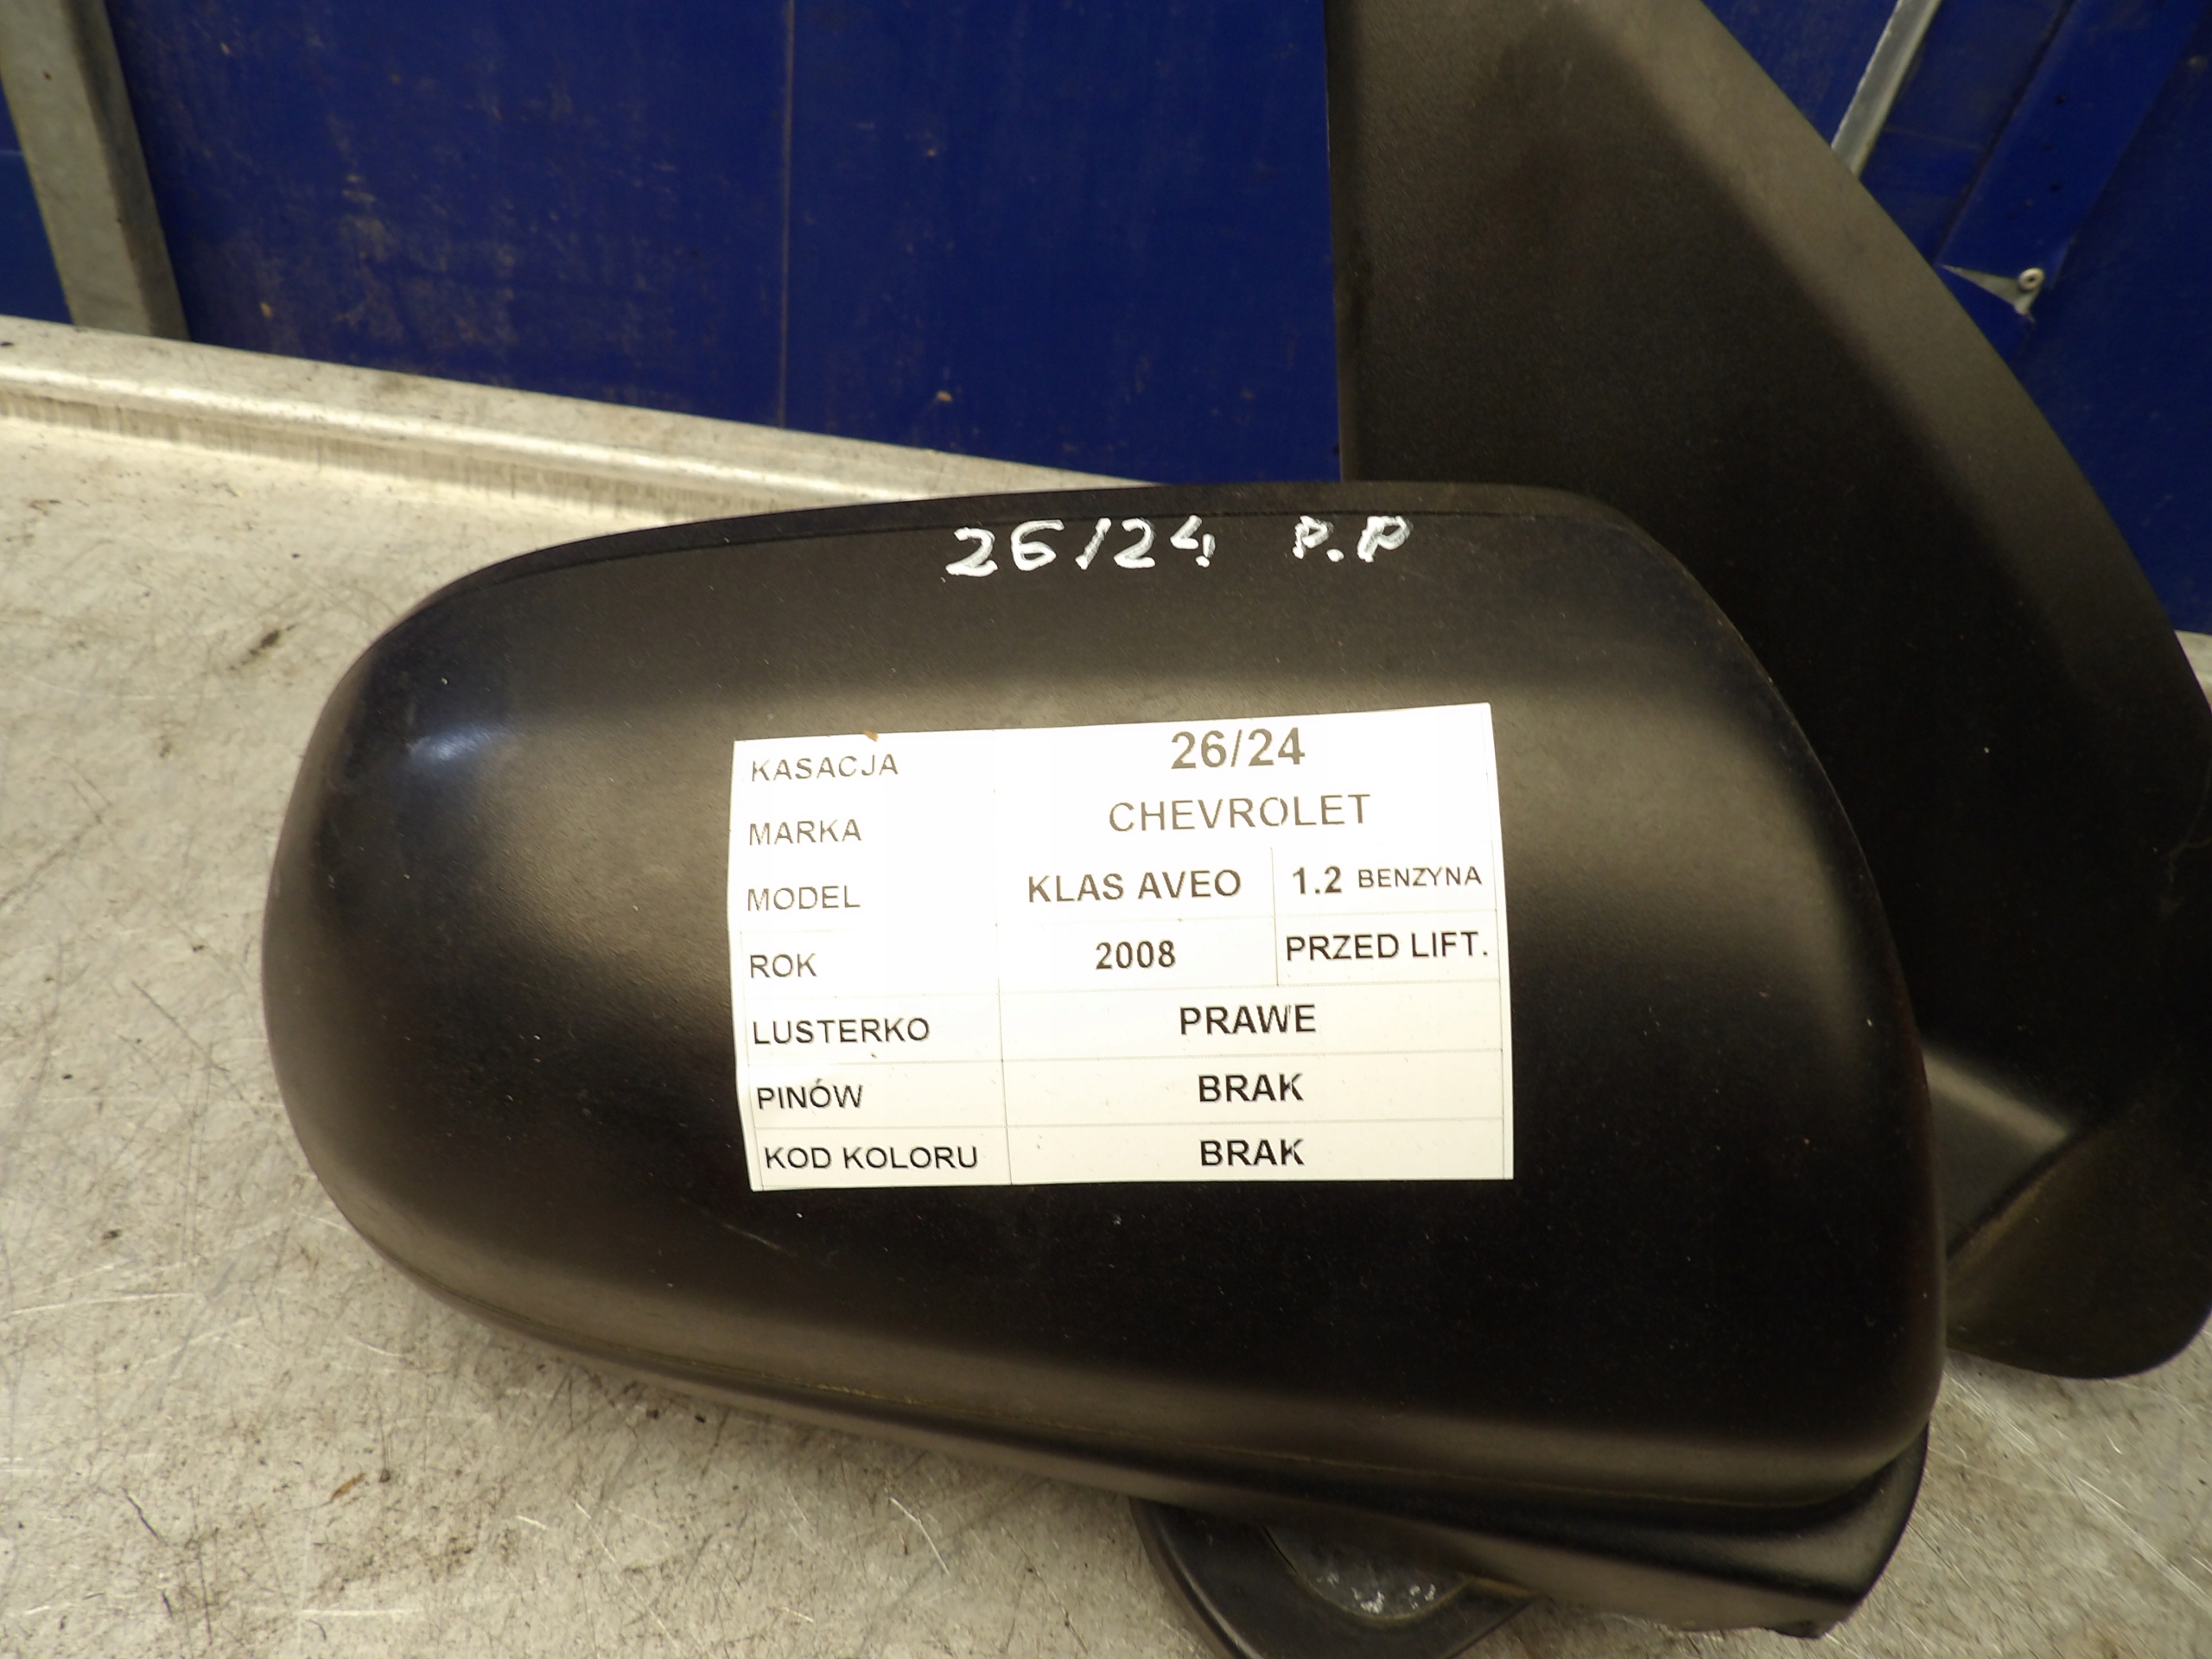 26/24 P.P
KASACJA 26/24
MARKA CHEVROLET
MODEL KLAS AVEO 1.2 BENZYNA
ROK 2008 PRZED LIFT.
LUSTERKO PRAWE
PINÓW BRAK
KOD KOLORU BRAK